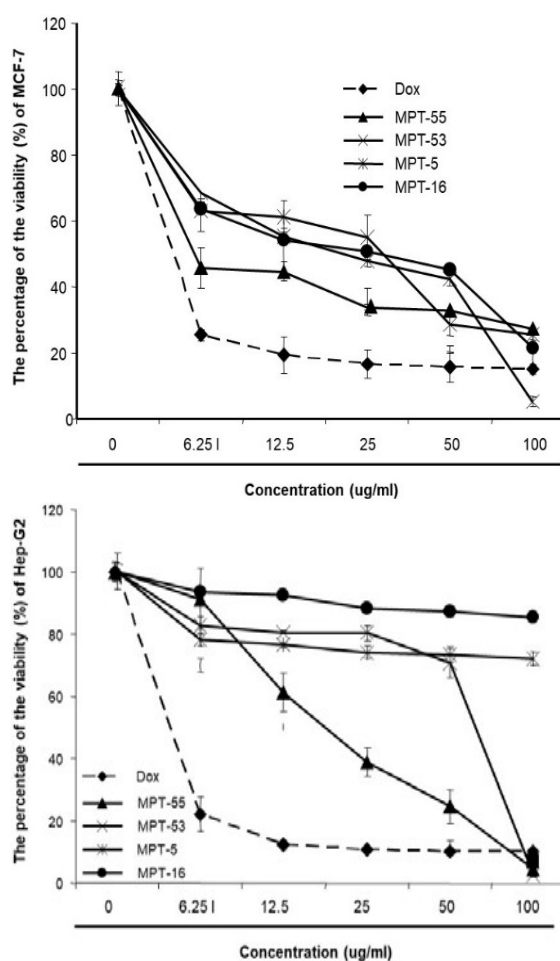 The percentage of the viability (%) of MCF-7
120
100
80
60
40
20
0
Dox
MPT-55
MPT-53
MPT-5
MPT-16
0 6.25 l 12.5 25 50 100
Concentration (ug/ml)
The percentage of the viability (%) of Hep-G2
120
100
80
60
40
20
0
Dox
MPT-55
MPT-53
MPT-5
MPT-16
0 6.25 l 12.5 25 50 100
Concentration (ug/ml)